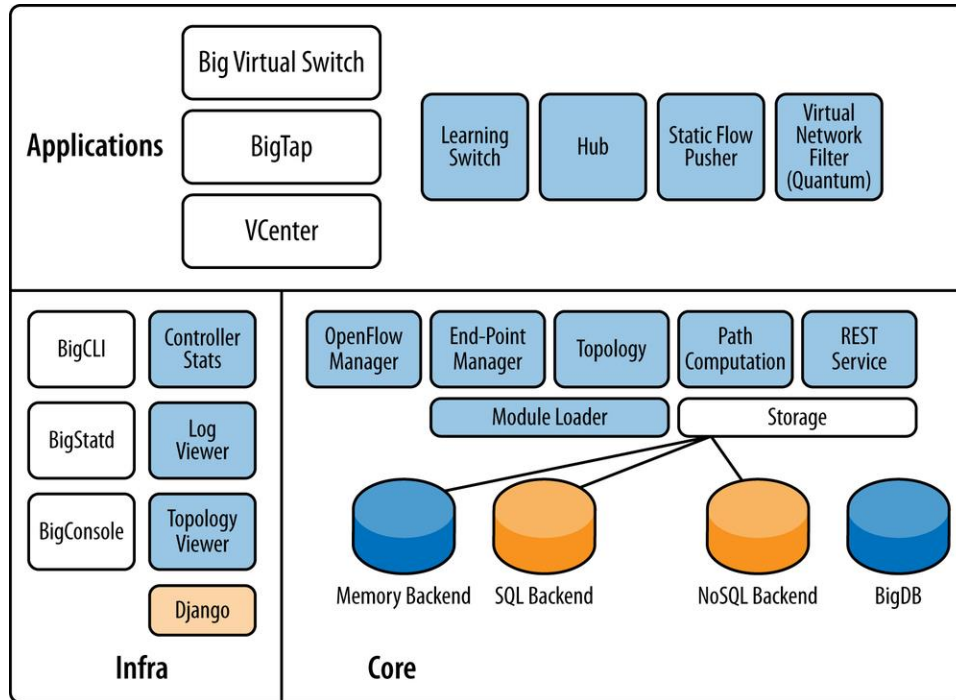 Applications
Big Virtual Switch
BigTap
VCenter
Learning
Switch
Hub
Static Flow
Pusher
Virtual
Network
Filter
(Quantum)
BigCLI
Controller
Stats
BigStatd
Log
Viewer
BigConsole
Topology
Viewer
Django
Infra
OpenFlow
Manager
End-Point
Manager
Topology
Path
Computation
REST
Service
Module Loader
Storage
Memory Backend
SQL Backend
NoSQL Backend
BigDB
Core